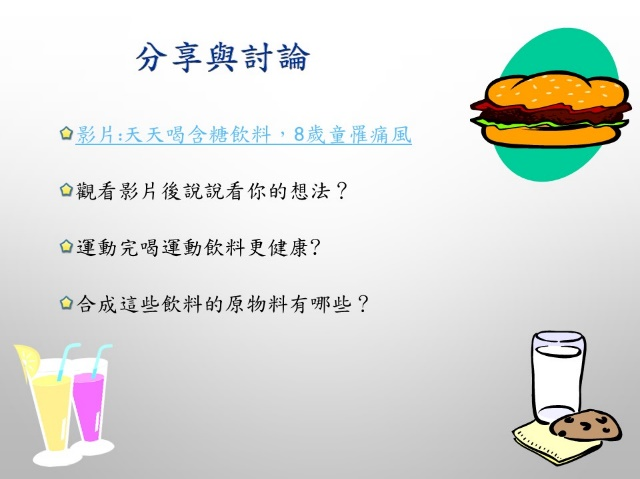 分享與討論
影片:天天喝含糖飲料，8歲童罹痛風
觀看影片後說說看你的想法？
運動完喝運動飲料更健康?
合成這些飲料的原物料有哪些？